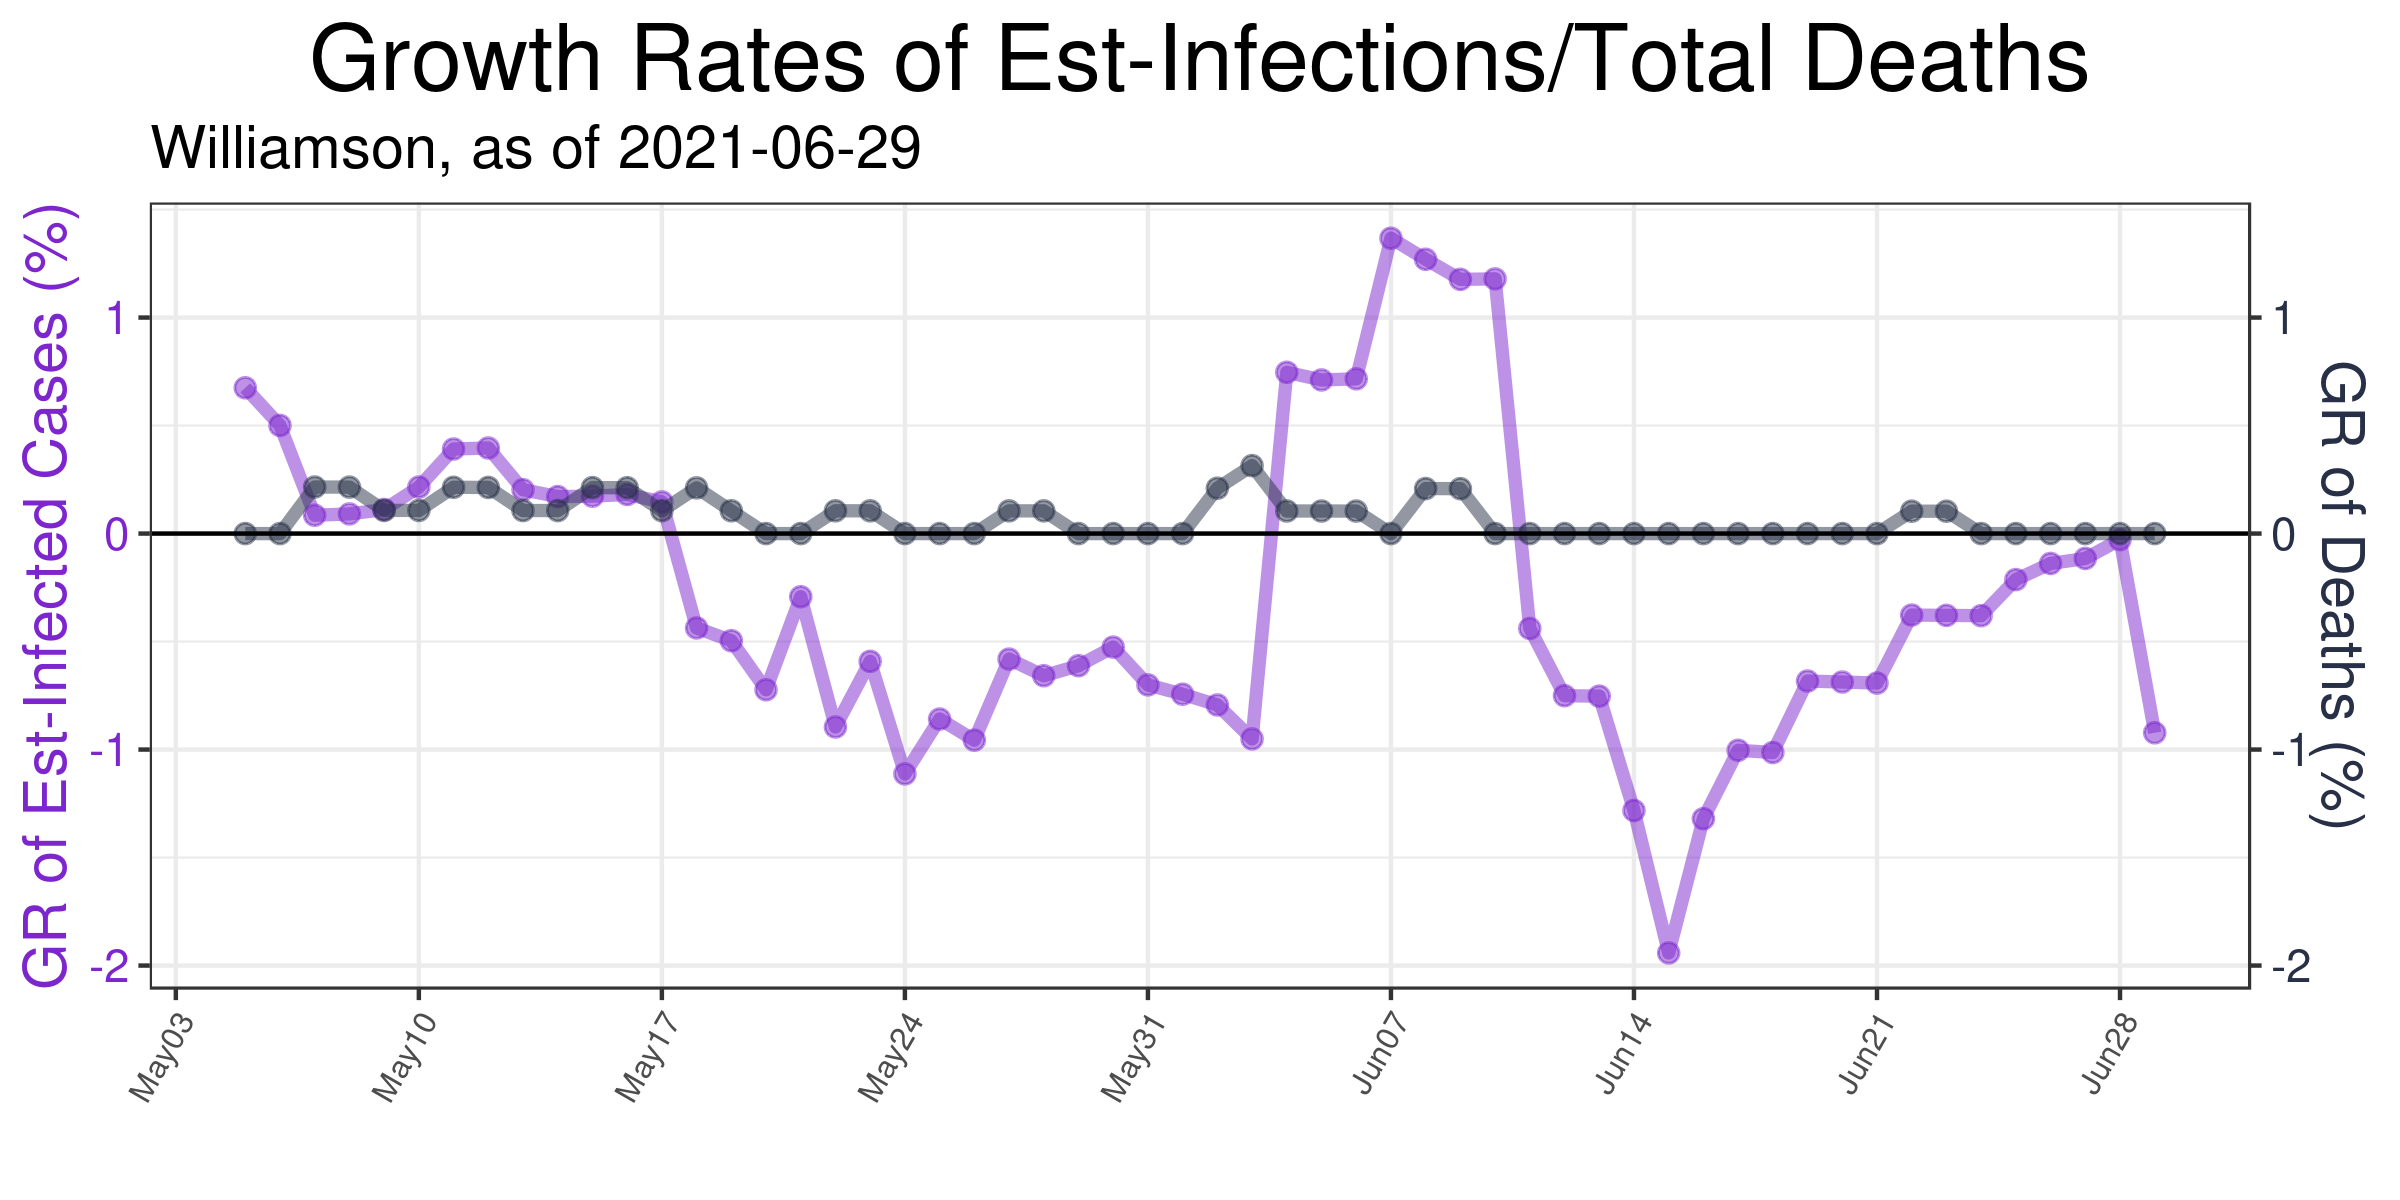 Growth Rates of Est-Infections/Total Deaths
Williamson, as of 2021-06-29
GR of Est-Infected Cases (%)
1
0
-1
-2
1
0
-1
-2
GR of Deaths (%)
May03
May10
May17
May24
May31
Jun07
Jun14
Jun21
Jun28